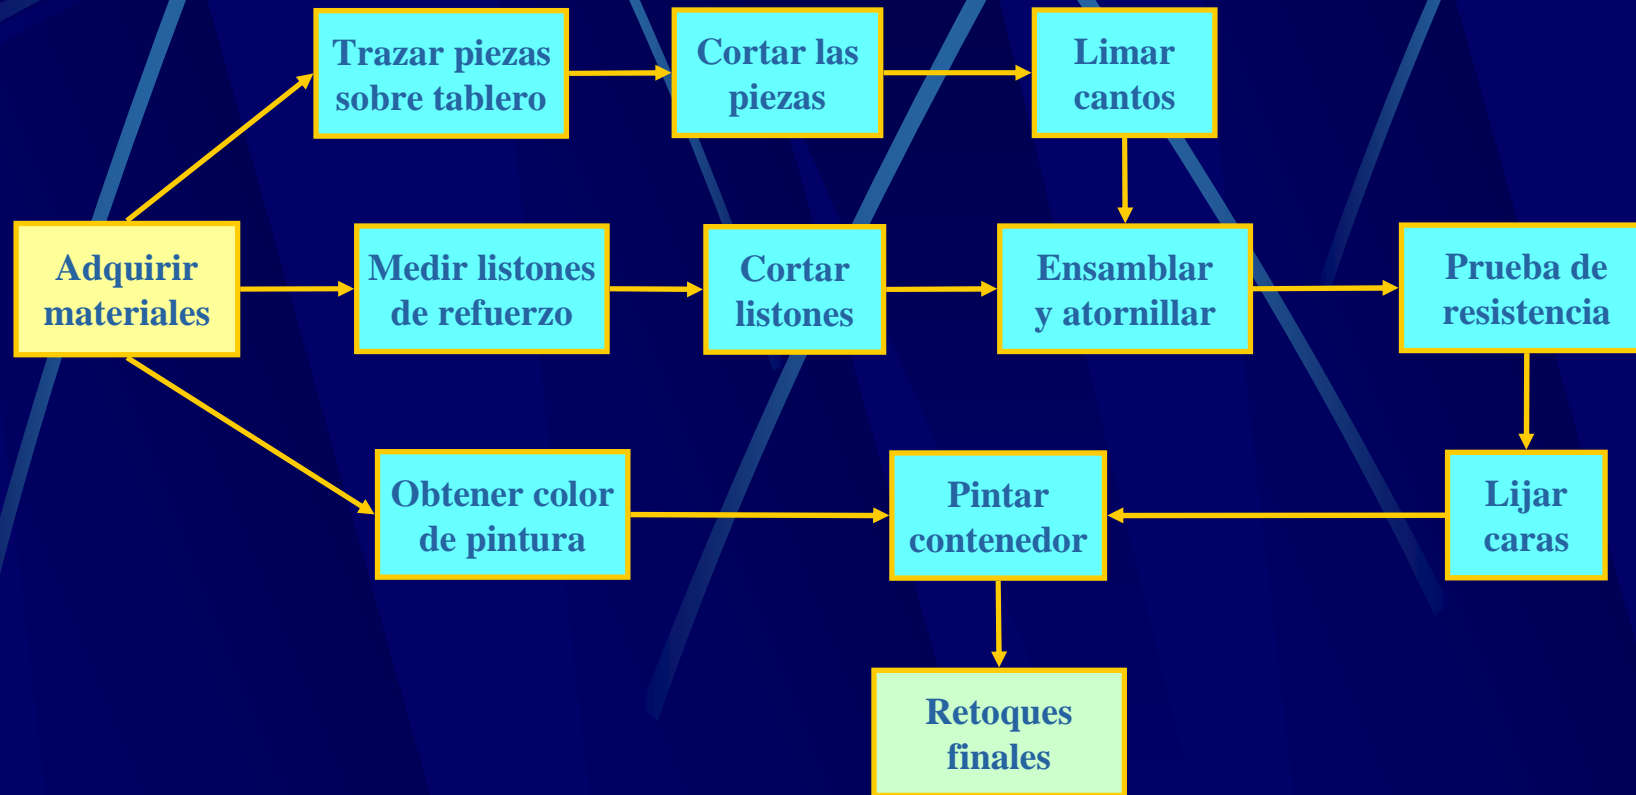 Trazar piezas
sobre tablero
Cortar las
piezas
Limar
cantos
Adquirir
materiales
Medir listones
de refuerzo
Cortar
listones
Ensamblar
y atornillar
Prueba de
resistencia
Obtener color
de pintura
Pintar
contenedor
Lijar
caras
Retoques
finales